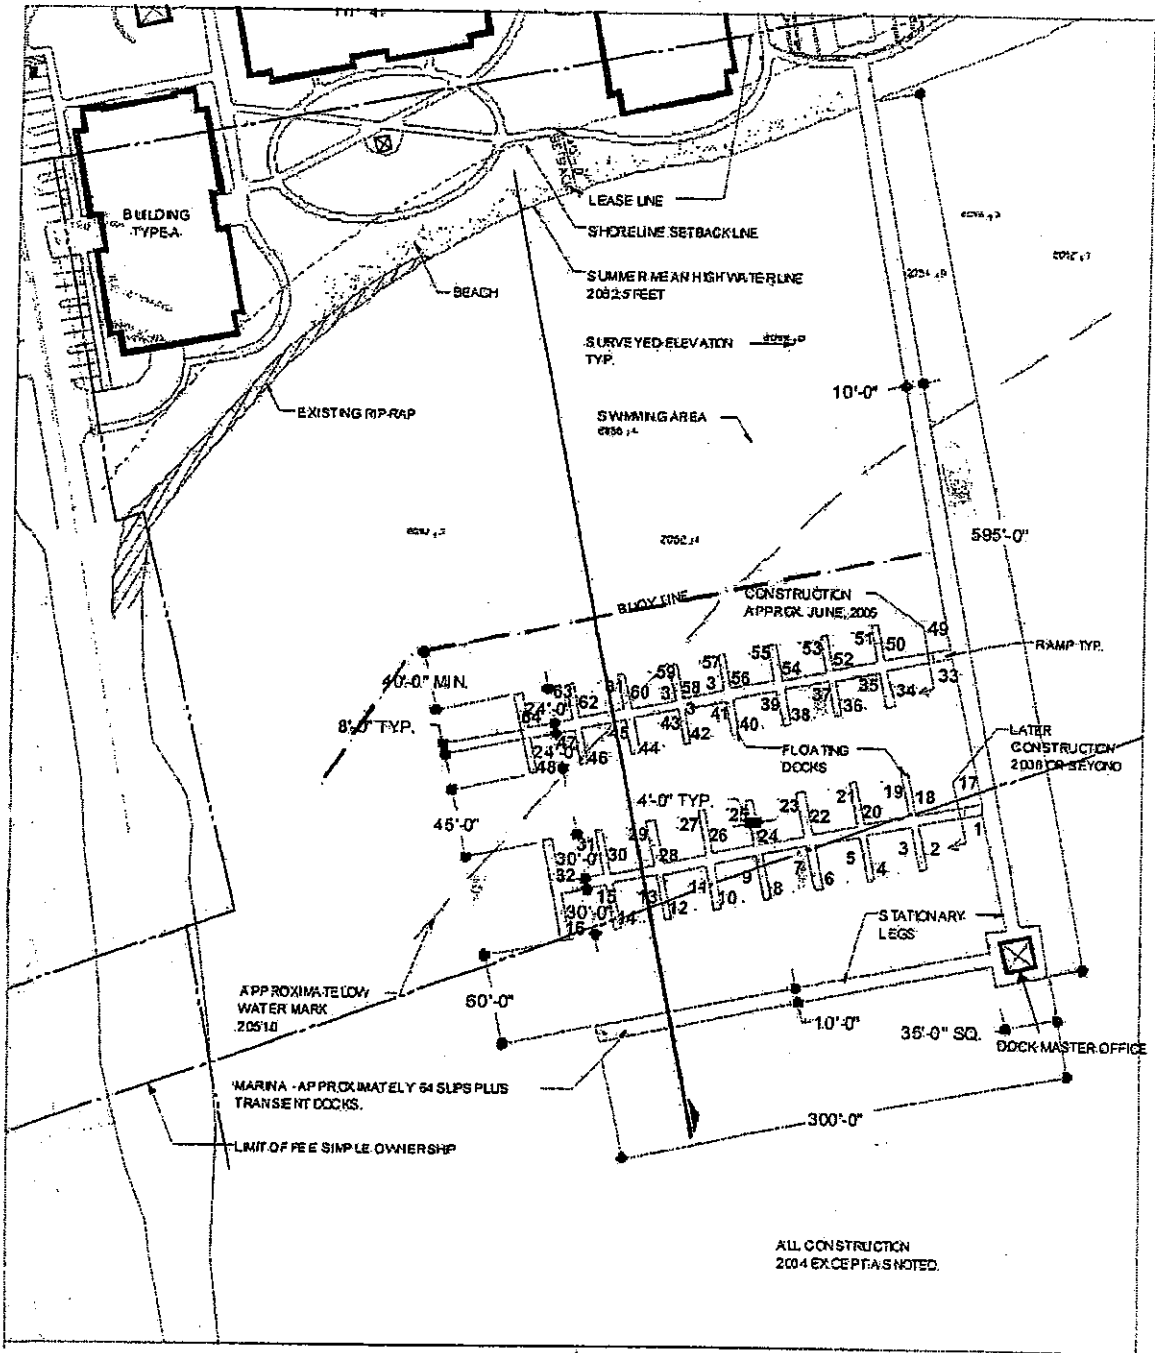 BUILDING
TYPE A
LEASE LINE
SHORELINE SETBACK LINE
SUMMER MEAN HIGH WATER LINE
BEACH
SURVEYED ELEVATION
TYP.
10'-0"
EXISTING RIP-RAP
SWIMMING AREA
595'-0"
BUOY LINE
CONSTRUCTION
APPROX. JUNE, 2005
RAMP TYP.
49
51
50
53
52
55
54
57
56
59
58
60
63
62
33
34
35
36
37
38
39
40
41
42
43
44
45
46
47
48
40'-0" MIN.
24'-0"
24'-0"
8'-0" TYP.
45'-0"
FLOATING
DOCKS
LATER
CONSTRUCTION
4'-0" TYP.
17
18
19
20
21
22
23
24
25
26
27
28
29
30
31
32
30'-0"
30'-0"
1
2
3
4
5
6
7
8
9
10
11
12
13
14
15
16
STATIONARY
LEGS
APPROXIMATE LOW
WATER MARK
60'-0"
10'-0"
35'-0" SQ.
DOCK MASTER OFFICE
MARINA - APPROXIMATELY 64 SLIPS PLUS
TRANSIENT DOCKS.
300'-0"
LIMIT OF FEE SIMPLE OWNERSHIP
ALL CONSTRUCTION
2004 EXCEPT AS NOTED.